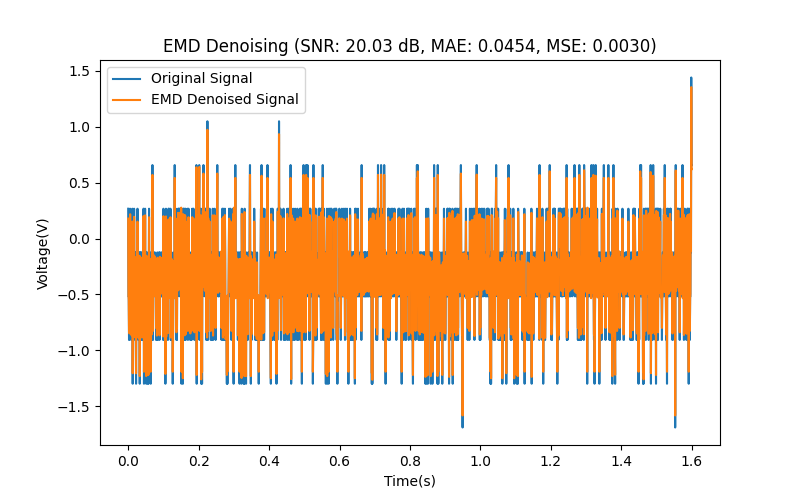 EMD Denoising (SNR: 20.03 dB, MAE: 0.0454, MSE: 0.0030)
Original Signal
EMD Denoised Signal
1.5
1.0
0.5
0.0
−0.5
−1.0
−1.5
Voltage(V)
0.0 0.2 0.4 0.6 0.8 1.0 1.2 1.4 1.6
Time(s)